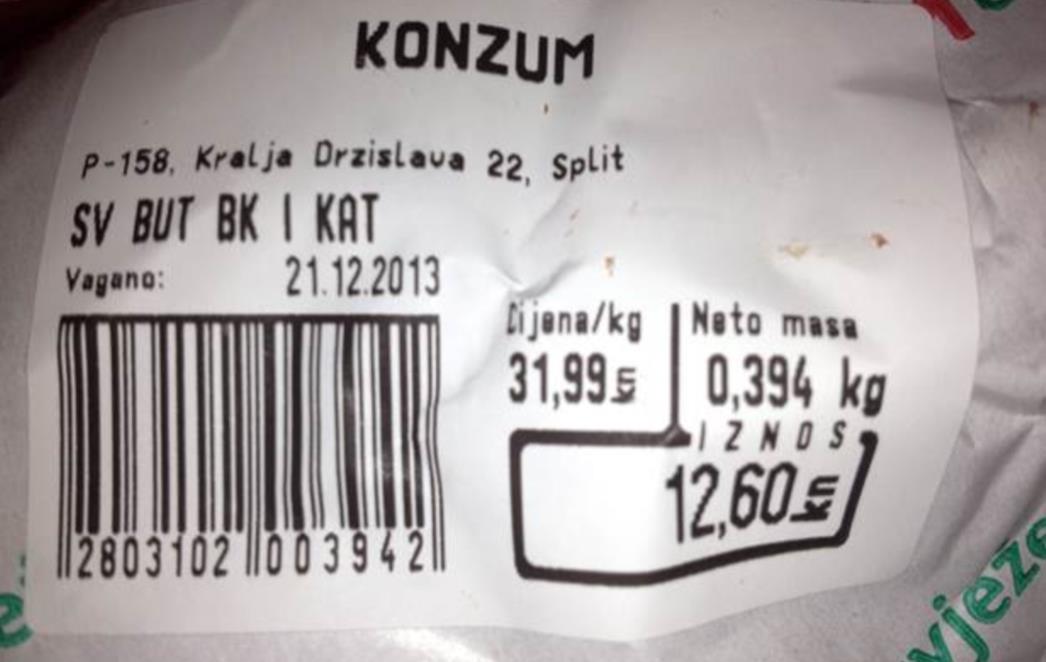 KONZUM
P-158, Kralja Drzislava 22, Split
SV BUT BK I KAT
Vagano: 21.12.2013
Cijena/kg Neto masa
31,99 kn 0,394 kg
IZNOS
12,60 kn
2803102 003942
vježe